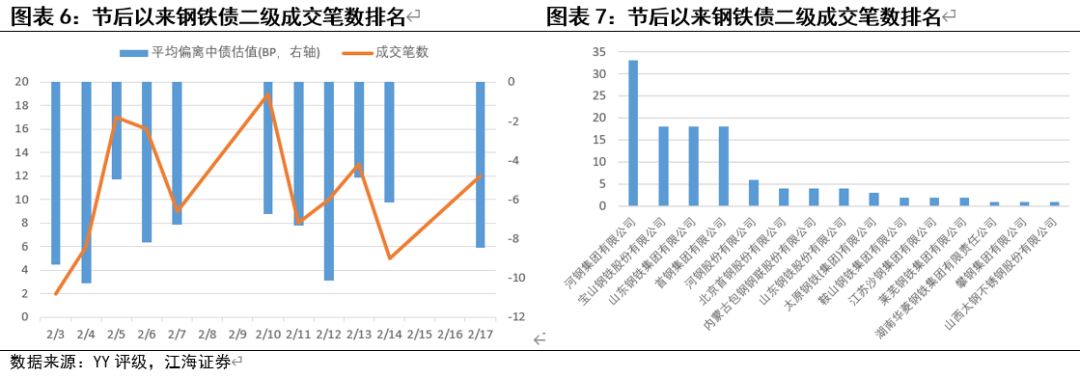 图表 6：节后以来钢铁债二级成交笔数排名
平均偏离中债估值(BP，右轴) 成交笔数
20
18
16
14
12
10
8
6
4
2
0
0
-2
-4
-6
-8
-10
-12
2/3 2/4 2/5 2/6 2/7 2/8 2/9 2/10 2/11 2/12 2/13 2/14 2/15 2/16 2/17
图表 7：节后以来钢铁债二级成交笔数排名
35
30
25
20
15
10
5
0
河钢集团有限公司
宝山钢铁股份有限公司
山东钢铁集团有限公司
首钢集团有限公司
河钢股份有限公司
北京首钢股份有限公司
内蒙古包钢钢联股份有限公司
山东钢铁股份有限公司
太原钢铁(集团)有限公司
鞍山钢铁集团有限公司
江苏沙钢集团有限公司
莱芜钢铁集团有限公司
湖南华菱钢铁集团有限责任公司
攀钢集团有限公司
山西太钢不锈钢股份有限公司
数据来源：YY 评级，江海证券